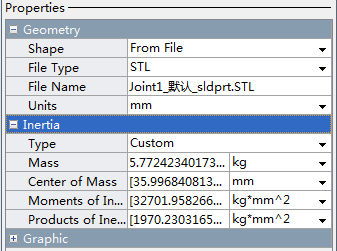 Properties
Geometry
Shape From File
File Type STL
File Name Joint1_默认_sldprt.STL
Units mm
Inertia
Type Custom
Mass 5.77242340173... kg
Center of Mass [35.996840813... mm
Moments of In... [32701.958266... kg*mm^2
Products of Ine... [1970.2303165... kg*mm^2
Graphic